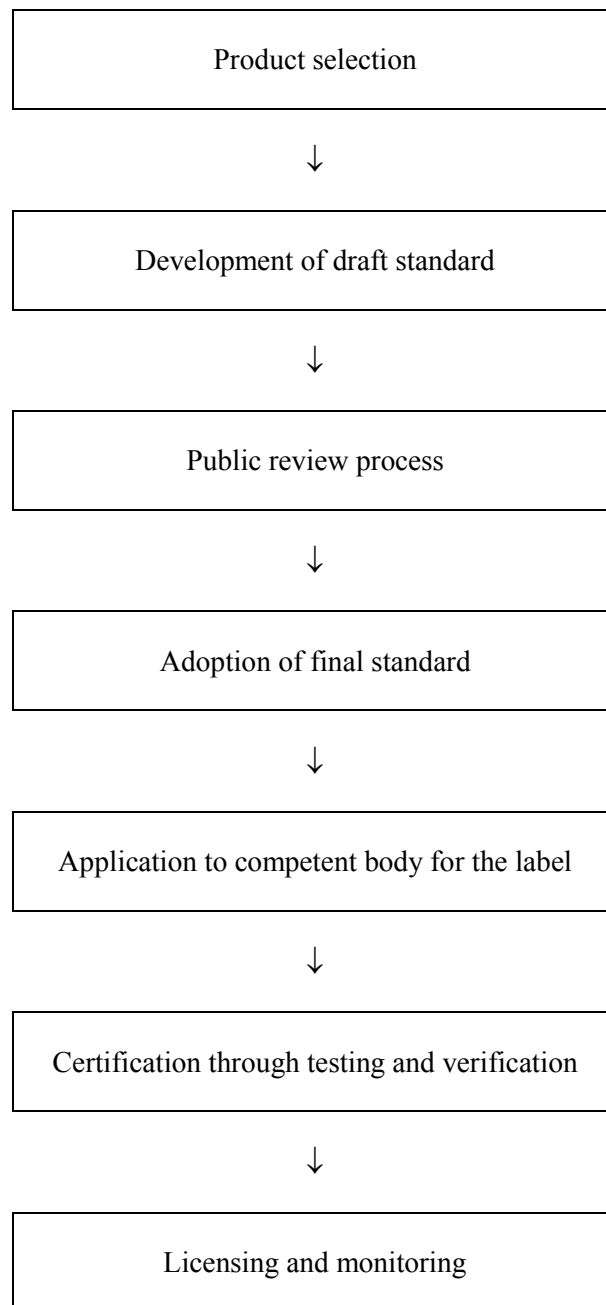 Product selection
↓
Development of draft standard
↓
Public review process
↓
Adoption of final standard
↓
Application to competent body for the label
↓
Certification through testing and verification
↓
Licensing and monitoring